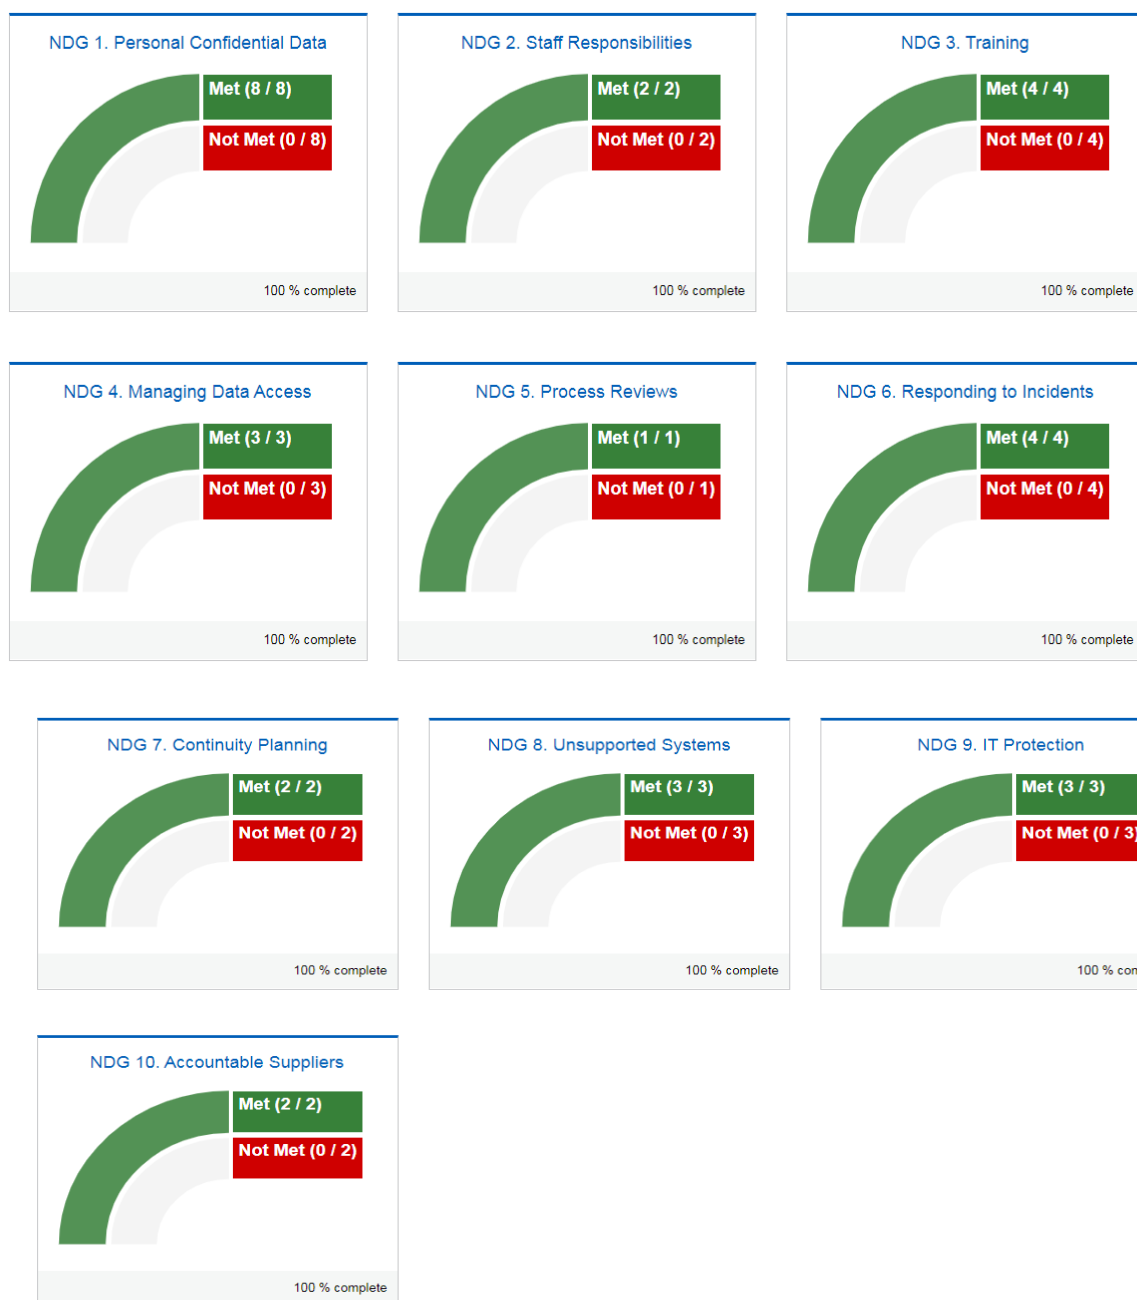 NDG 1. Personal Confidential Data
Met (8 / 8)
Not Met (0 / 8)
100 % complete
NDG 2. Staff Responsibilities
Met (2 / 2)
Not Met (0 / 2)
100 % complete
NDG 3. Training
Met (4 / 4)
Not Met (0 / 4)
100 % complete
NDG 4. Managing Data Access
Met (3 / 3)
Not Met (0 / 3)
100 % complete
NDG 5. Process Reviews
Met (1 / 1)
Not Met (0 / 1)
100 % complete
NDG 6. Responding to Incidents
Met (4 / 4)
Not Met (0 / 4)
100 % complete
NDG 7. Continuity Planning
Met (2 / 2)
Not Met (0 / 2)
100 % complete
NDG 8. Unsupported Systems
Met (3 / 3)
Not Met (0 / 3)
100 % complete
NDG 9. IT Protection
Met (3 / 3)
Not Met (0 / 3)
100 % con
NDG 10. Accountable Suppliers
Met (2 / 2)
Not Met (0 / 2)
100 % complete